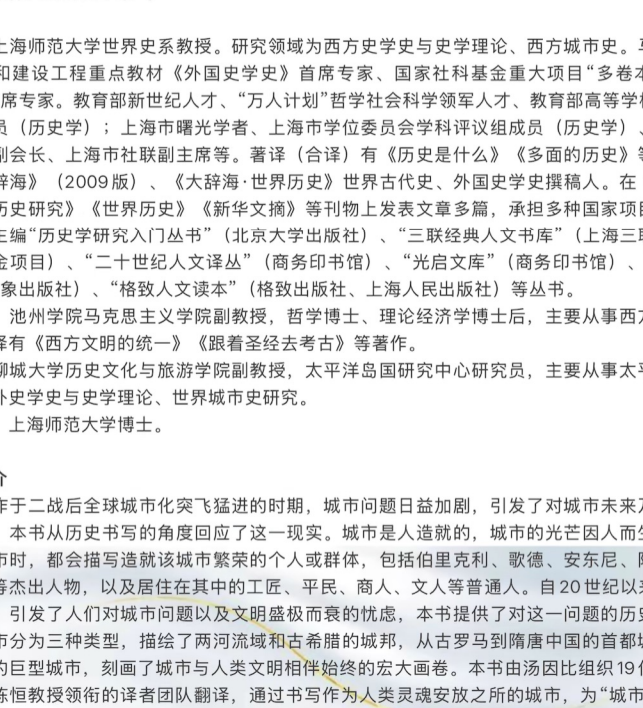 上海师范大学世界史系教授。研究领域为西方史学史与史学理论、西方城市史。马
和建设工程重点教材《外国史学史》首席专家、国家社科基金重大项目“多卷本
席专家。教育部新世纪人才、“万人计划”哲学社会科学领军人才、教育部高等学校
员（历史学）；上海市曙光学者、上海市学位委员会学科评议组成员（历史学）、
副会长、上海市社联副主席等。著译（合译）有《历史是什么》《多面的历史》等
辞海》（2009版）、《大辞海·世界历史》世界古代史、外国史学史撰稿人。在
历史研究》《世界历史》《新华文摘》等刊物上发表文章多篇，承担多种国家项目
主编“历史学研究入门丛书”（北京大学出版社）、“三联经典人文书库”（上海三联
金项目）、“二十世纪人文译丛”（商务印书馆）、“光启文库”（商务印书馆）、
象出版社）、“格致人文读本”（格致出版社、上海人民出版社）等丛书。
池州学院马克思主义学院副教授，哲学博士、理论经济学博士后，主要从事西方
译有《西方文明的统一》《跟着圣经去考古》等著作。
聊城大学历史文化与旅游学院副教授，太平洋岛国研究中心研究员，主要从事太平
外史学史与史学理论、世界城市史研究。
上海师范大学博士。
介
作于二战后全球城市化突飞猛进的时期，城市问题日益加剧，引发了对城市未来
本书从历史书写的角度回应了这一现实。城市是人造就的，城市的光芒因人而生
市时，都会描写造就该城市繁荣的个人或群体，包括伯里克利、歌德、安东尼、
等杰出人物，以及居住在其中的工匠、平民、商人、文人等普通人。自20世纪以来
引发了人们对城市问题以及文明盛极而衰的忧虑，本书提供了对这一问题的历史
市分为三种类型，描绘了两河流域和古希腊的城邦，从古罗马到隋唐中国的首都城
的巨型城市，刻画了城市与人类文明相伴始终的宏大画卷。本书由汤因比组织19位
陈恒教授领衔的译者团队翻译，通过书写作为人类灵魂安放之所的城市，为“城市